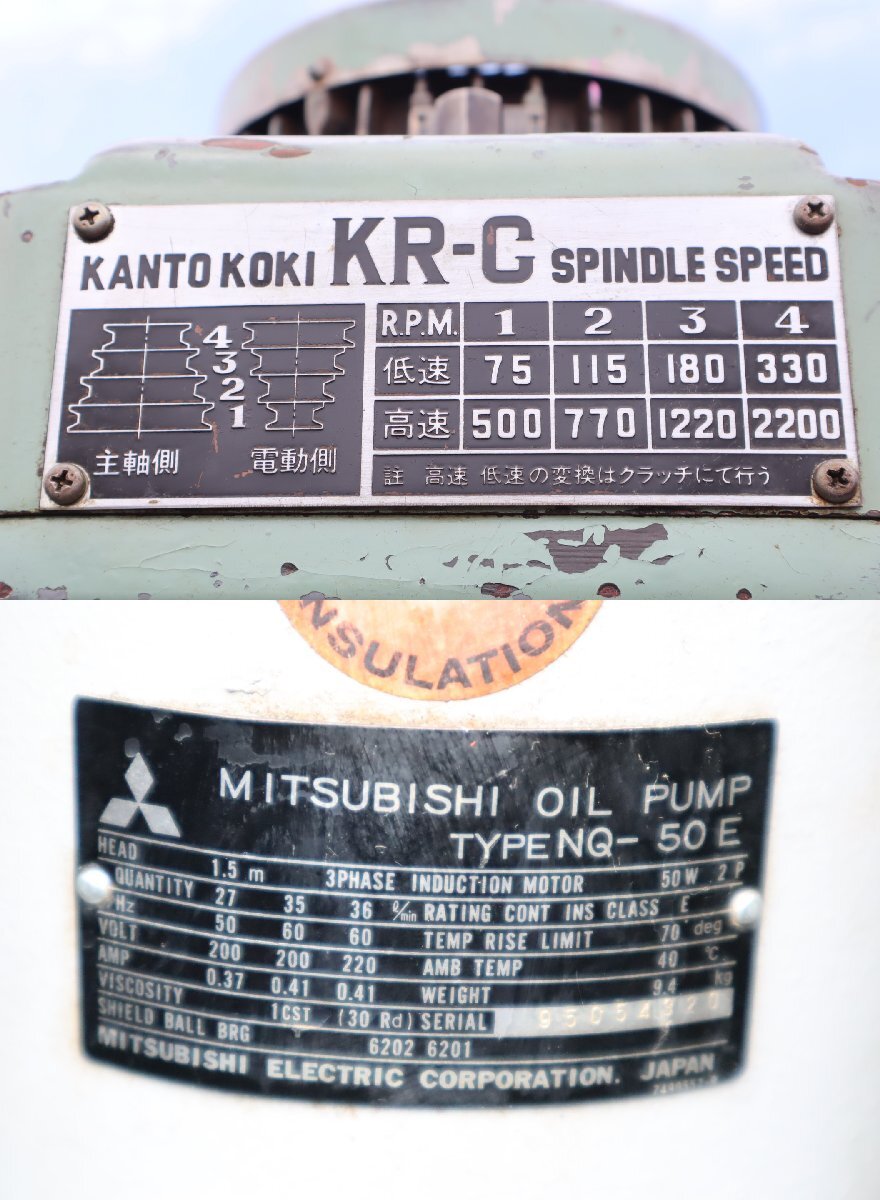 KANTO KOKI KR-C SPINDLE SPEED
4
3
2
1
主軸側 電動側
R.P.M. 1 2 3 4
低速 75 115 180 330
高速 500 770 1220 2200
註 高速 低速の変換はクラッチにて行う
NSULATION
MITSUBISHI OIL PUMP
TYPE NQ-50E
HEAD 1.5 m 3PHASE INDUCTION MOTOR 50W 2P
QUANTITY 27 35 36 ℓ/min RATING CONT INS CLASS E
Hz 50 60 60 TEMP RISE LIMIT 70 deg
VOLT 200 200 220 AMB TEMP 40 °C
AMP 0.37 0.41 0.41 WEIGHT 9.4 kg
VISCOSITY 1CST (30 Rd) SERIAL 95054320
SHIELD BALL BRG 6202 6201
MITSUBISHI ELECTRIC CORPORATION. JAPAN